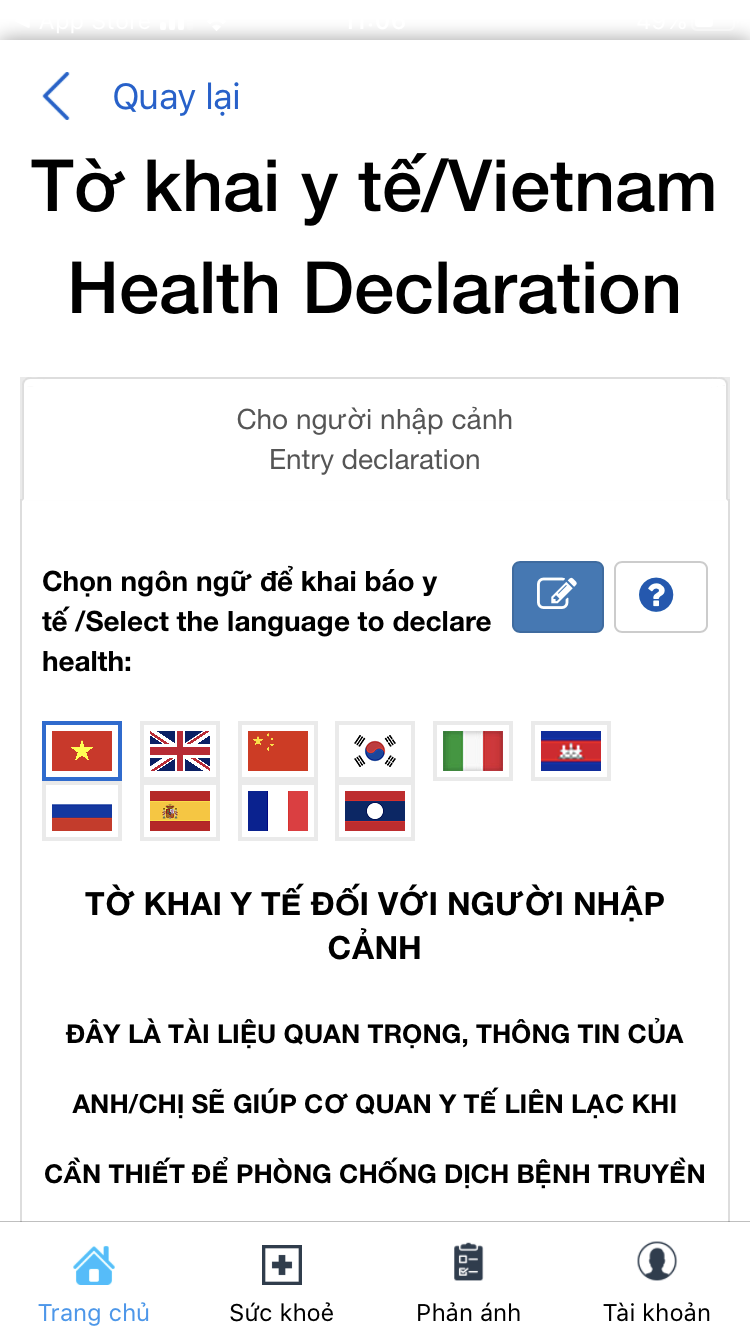 Quay lại
Tờ khai y tế/Vietnam
Health Declaration
Cho người nhập cảnh
Entry declaration
Chọn ngôn ngữ để khai báo y
tế /Select the language to declare
health:
TỜ KHAI Y TẾ ĐỐI VỚI NGƯỜI NHẬP
CẢNH
ĐÂY LÀ TÀI LIỆU QUAN TRỌNG, THÔNG TIN CỦA
ANH/CHỊ SẼ GIÚP CƠ QUAN Y TẾ LIÊN LẠC KHI
CẦN THIẾT ĐỂ PHÒNG CHỐNG DỊCH BỆNH TRUYỀN
Trang chủ
Sức khoẻ
Phản ánh
Tài khoản